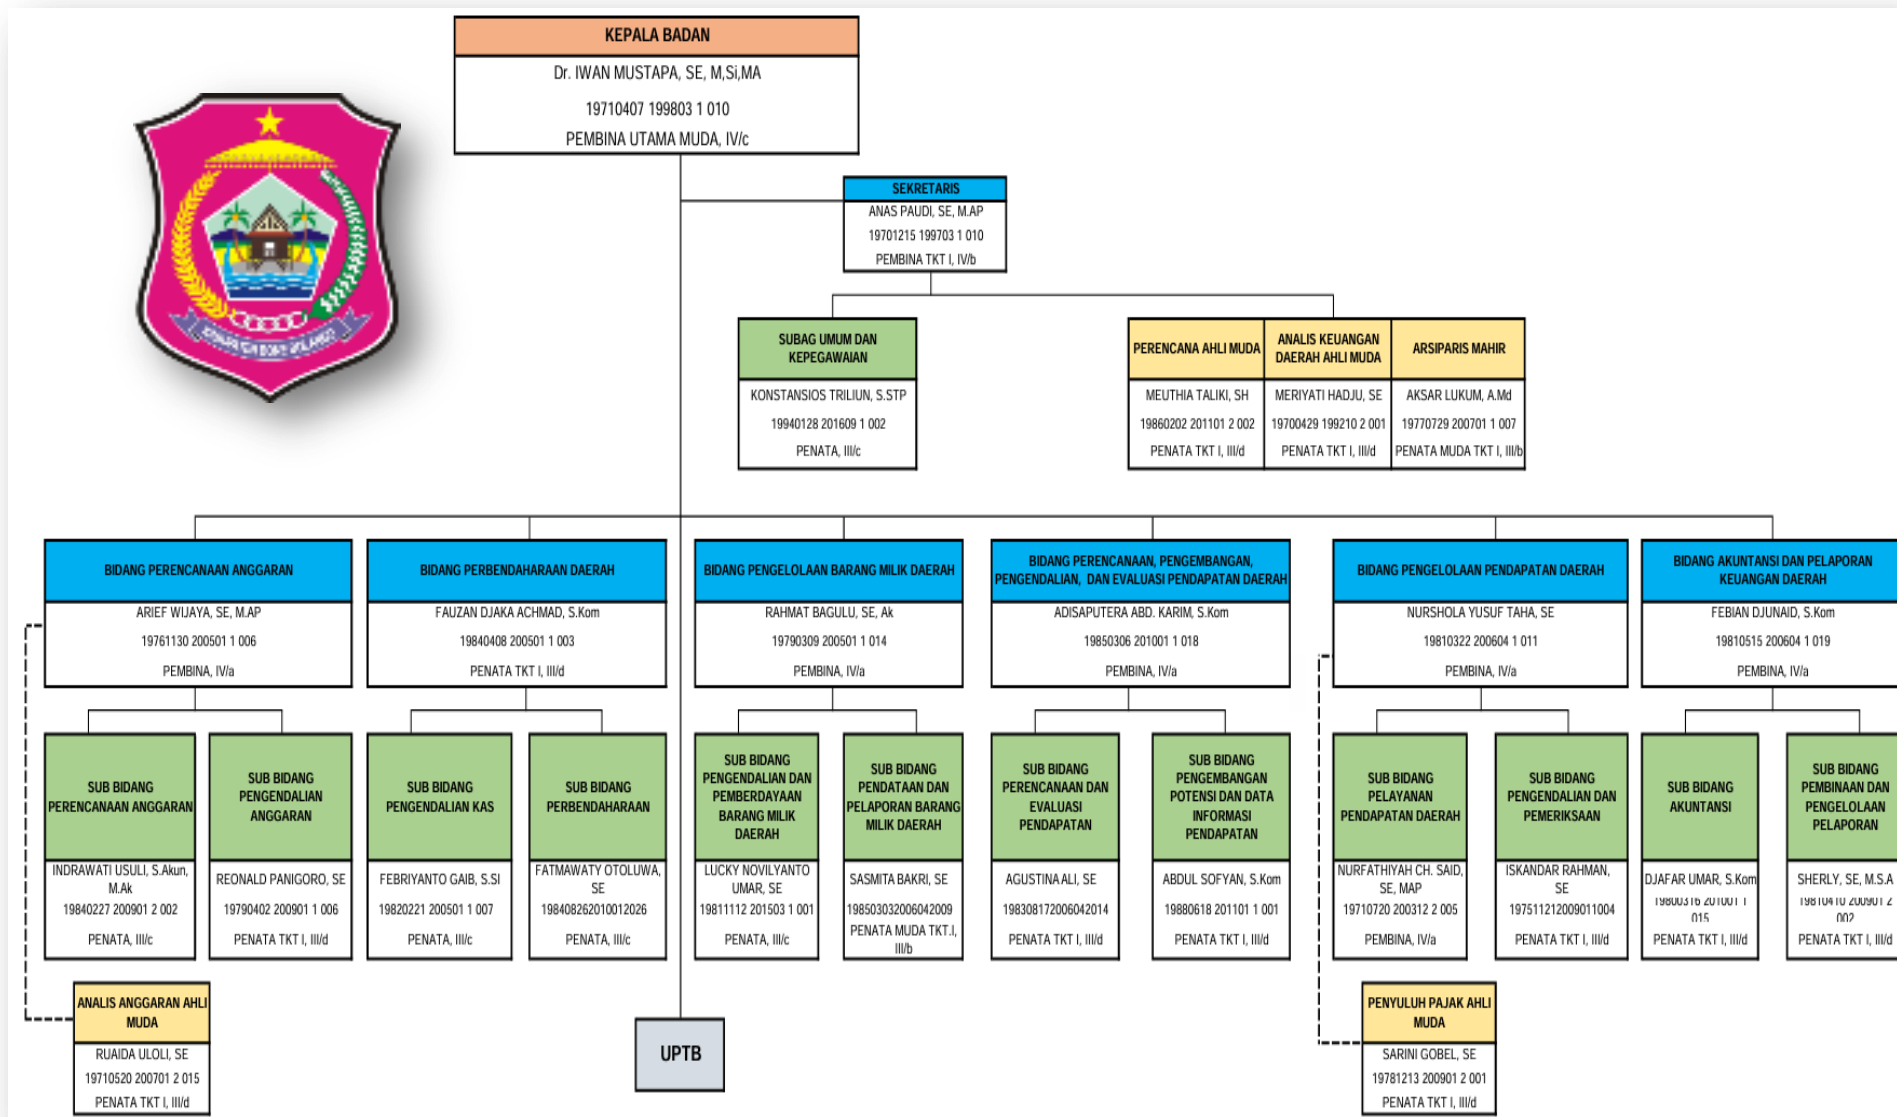 KEPALA BADAN
Dr. IWAN MUSTAPA, SE, M,Si,MA
19710407 199803 1 010
PEMBINA UTAMA MUDA, IV/c
SEKRETARIS
ANAS PAUDI, SE, M.AP
19701215 199703 1 010
PEMBINA TKT I, IV/b
SUBAG UMUM DAN
KEPEGAWAIAN
KONSTANSIOS TRILIUN, S.STP
19940128 201609 1 002
PENATA, III/c
PERENCANA AHLI MUDA
MEUTHIA TALIKI, SH
19860202 201101 2 002
PENATA TKT I, III/d
ANALIS KEUANGAN
DAERAH AHLI MUDA
MERIYATI HADJU, SE
19700429 199210 2 001
PENATA TKT I, III/d
ARSIPARIS MAHIR
AKSAR LUKUM, A.Md
19770729 200701 1 007
PENATA MUDA TKT I, III/b
BIDANG PERENCANAAN ANGGARAN
ARIEF WIJAYA, SE, M.AP
19761130 200501 1 006
PEMBINA, IV/a
BIDANG PERBENDAHARAAN DAERAH
FAUZAN DJAKA ACHMAD, S.Kom
19840408 200501 1 003
PENATA TKT I, III/d
BIDANG PENGELOLAAN BARANG MILIK DAERAH
RAHMAT BAGULU, SE, Ak
19790309 200501 1 014
PEMBINA, IV/a
BIDANG PERENCANAAN, PENGEMBANGAN,
PENGENDALIAN, DAN EVALUASI PENDAPATAN DAERAH
ADISAPUTERA ABD. KARIM, S.Kom
19850306 201001 1 018
PEMBINA, IV/a
BIDANG PENGELOLAAN PENDAPATAN DAERAH
NURSHOLA YUSUF TAHA, SE
19810322 200604 1 011
PEMBINA, IV/a
BIDANG AKUNTANSI DAN PELAPORAN
KEUANGAN DAERAH
FEBIAN DJUNAID, S.Kom
19810515 200604 1 019
PEMBINA, IV/a
SUB BIDANG
PERENCANAAN ANGGARAN
INDRAWATI USULI, S.Akun,
M.Ak
19840227 200901 2 002
PENATA, III/c
SUB BIDANG
PENGENDALIAN
ANGGARAN
REONALD PANIGORO, SE
19790402 200901 1 006
PENATA TKT I, III/d
SUB BIDANG
PENGENDALIAN KAS
FEBRIYANTO GAIB, S.SI
19820221 200501 1 007
PENATA, III/c
SUB BIDANG
PERBENDAHARAAN
FATMAWATY OTOLUWA,
SE
198408262010012026
PENATA, III/c
SUB BIDANG
PENGENDALIAN DAN
PEMBERDAYAAN
BARANG MILIK
DAERAH
LUCKY NOVILYANTO
UMAR, SE
19811112 201503 1 001
PENATA, III/c
SUB BIDANG
PENDATAAN DAN
PELAPORAN BARANG
MILIK DAERAH
SASMITA BAKRI, SE
198503032006042009
PENATA MUDA TKT.I,
III/b
SUB BIDANG
PERENCANAAN DAN
EVALUASI
PENDAPATAN
AGUSTINA ALI, SE
198308172006042014
PENATA TKT I, III/d
SUB BIDANG
PENGEMBANGAN
POTENSI DAN DATA
INFORMASI
PENDAPATAN
ABDUL SOFYAN, S.Kom
19880618 201101 1 001
PENATA TKT I, III/d
SUB BIDANG
PELAYANAN
PENDAPATAN DAERAH
NURFATHIYAH CH. SAID,
SE, MAP
19710720 200312 2 005
PEMBINA, IV/a
SUB BIDANG
PENGENDALIAN DAN
PEMERIKSAAN
ISKANDAR RAHMAN,
SE
197511212009011004
PENATA TKT I, III/d
SUB BIDANG
AKUNTANSI
DJAFAR UMAR, S.Kom
19800316 201001 1
015
PENATA TKT I, III/d
SUB BIDANG
PEMBINAAN DAN
PENGELOLAAN
PELAPORAN
SHERLY, SE, M.S.A
19810410 200901 2
002
PENATA TKT I, III/d
ANALIS ANGGARAN AHLI
MUDA
RUAIDA ULOLI, SE
19710520 200701 2 015
PENATA TKT I, III/d
UPTB
PENYULUH PAJAK AHLI
MUDA
SARINI GOBEL, SE
19781213 200901 2 001
PENATA TKT I, III/d